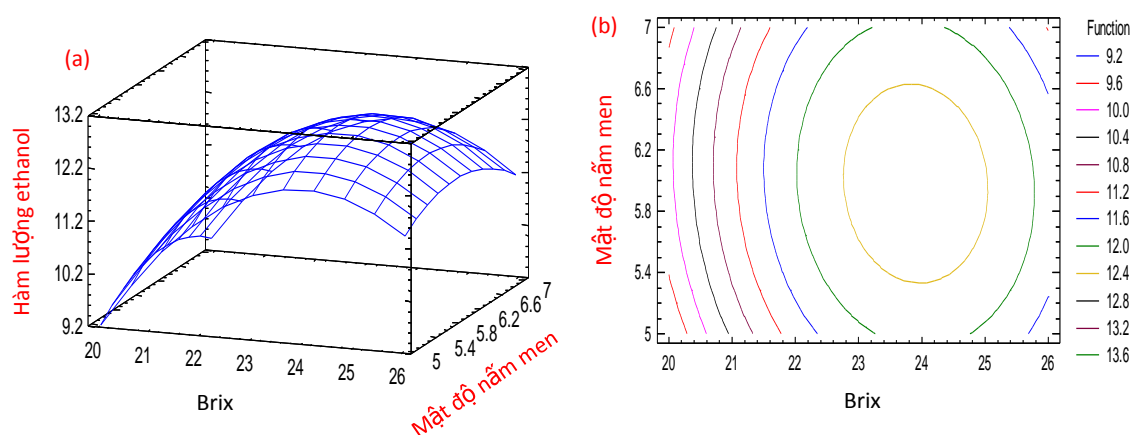 (a)
Hàm lượng ethanol
13.2
12.2
11.2
10.2
9.2
20 21 22 23 24 25 26
Brix
5 5.4 5.8 6.2 6.6 7
Mật độ nấm men
(b)
Mật độ nấm men
7
6.6
6.2
5.8
5.4
5
20 21 22 23 24 25 26
Brix
Function
9.2
9.6
10.0
10.4
10.8
11.2
11.6
12.0
12.4
12.8
13.2
13.6